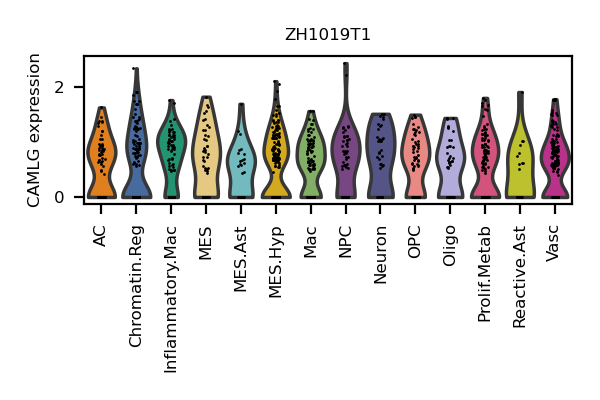 ZH1019T1
CAMLG expression
2
0
AC
Chromatin.Reg
Inflammatory.Mac
MES
MES.Ast
MES.Hyp
Mac
NPC
Neuron
OPC
Oligo
Prolif.Metab
Reactive.Ast
Vasc